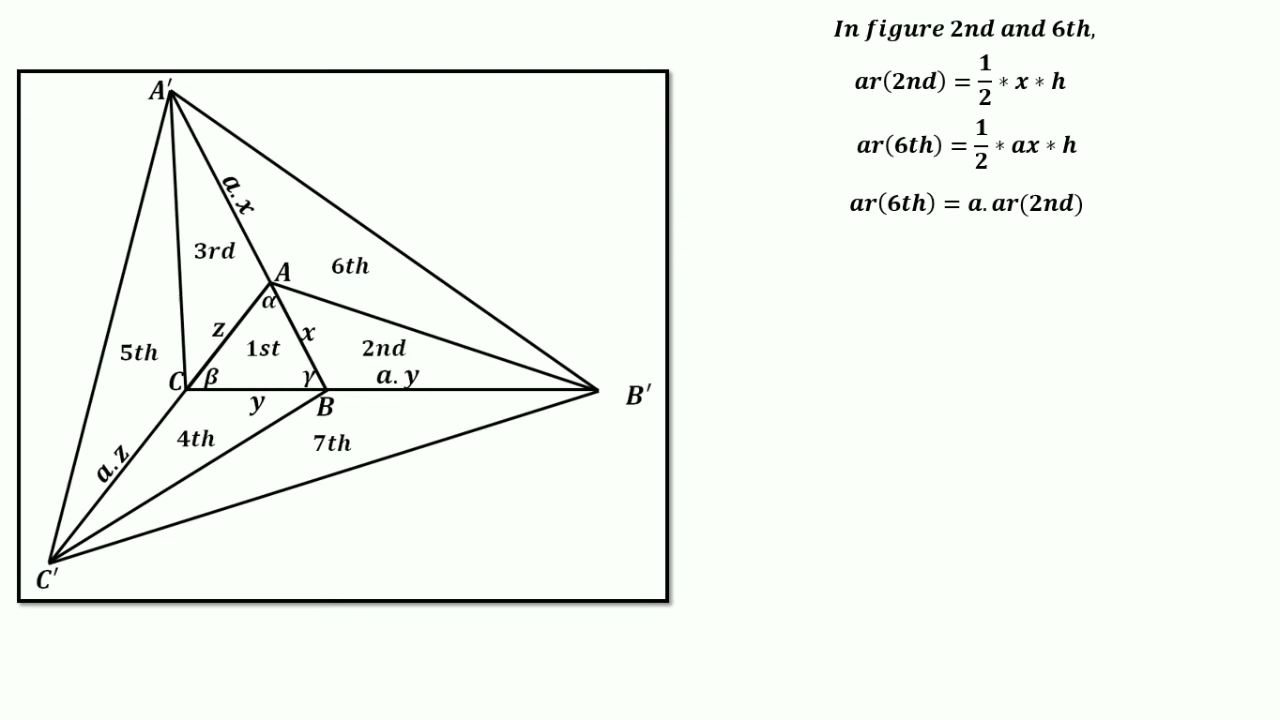 In figure 2nd and 6th,
ar(2nd) = 1/2 * x * h
ar(6th) = 1/2 * ax * h
ar(6th) = a. ar(2nd)
A′
a.x
3rd
6th
A
α
z
x
1st
2nd
5th
C
β
γ
a.y
B′
y
B
4th
7th
a.z
C′